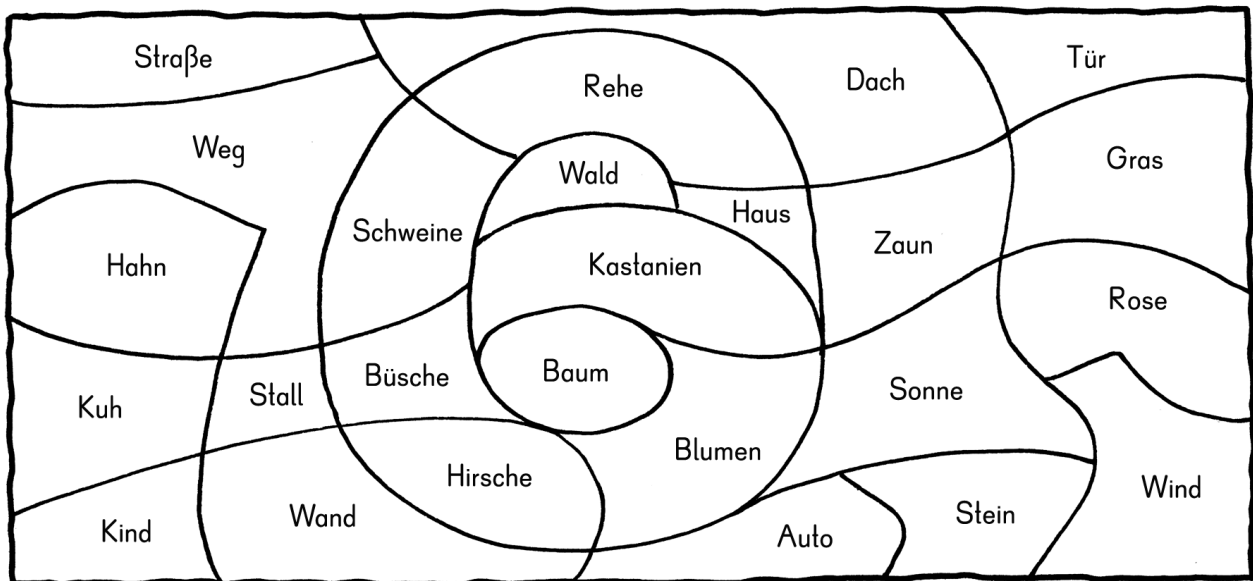 Straße
Rehe
Dach
Tür
Weg
Wald
Gras
Schweine
Haus
Zaun
Hahn
Kastanien
Rose
Kuh
Stall
Büsche
Baum
Sonne
Hirsche
Blumen
Kind
Wand
Auto
Stein
Wind